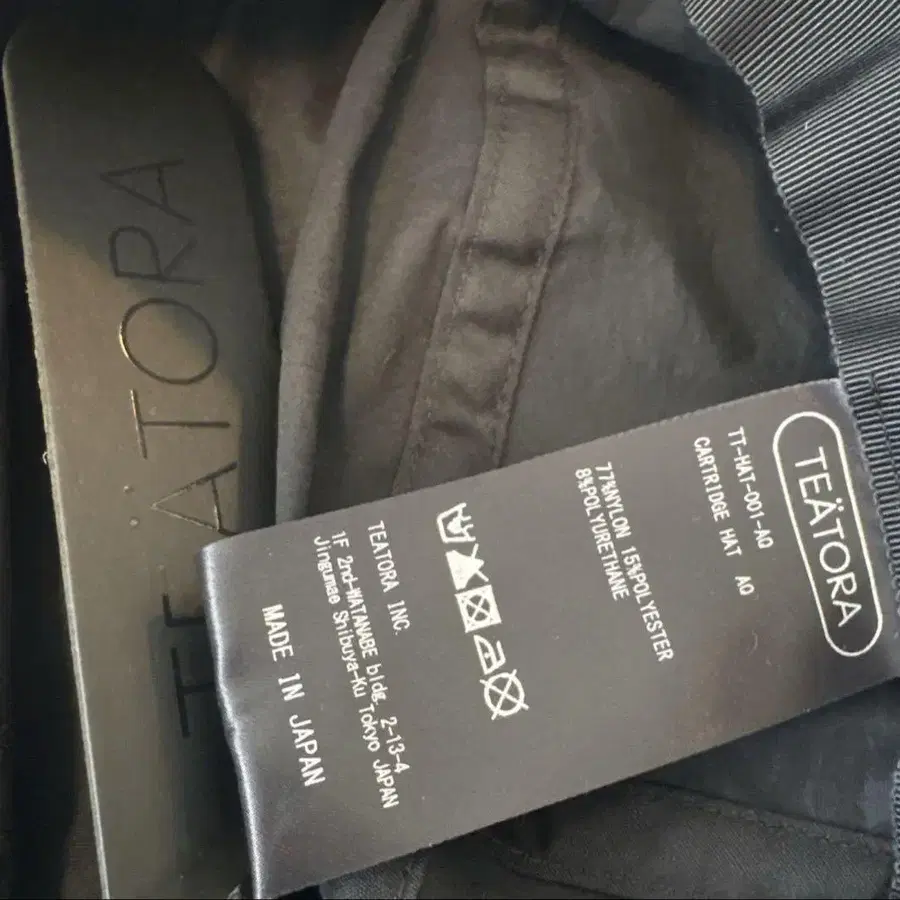 TEÄTORA
TEÄTORA
TT-HAT-001-AO
CARTRIDGE HAT AO
77%NYLON 15%POLYESTER
8%POLYURETHANE
TEATORA INC.
1F 2nd-WATANABE bldg. 2-13-4
Jingumae Shibuya-Ku Tokyo JAPAN
MADE IN JAPAN